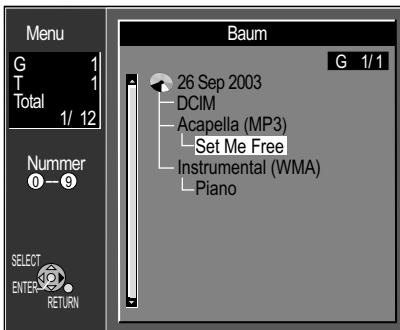 Menu
G 1
T 1
Total
1/ 12
Nummer
0 – 9
SELECT
ENTER
RETURN
Baum
G 1/1
26 Sep 2003
DCIM
Acapella (MP3)
Set Me Free
Instrumental (WMA)
Piano